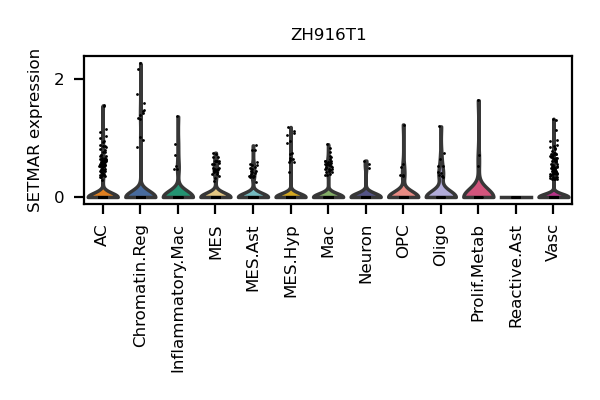 ZH916T1
SETMAR expression
2
0
AC
Chromatin.Reg
Inflammatory.Mac
MES
MES.Ast
MES.Hyp
Mac
Neuron
OPC
Oligo
Prolif.Metab
Reactive.Ast
Vasc